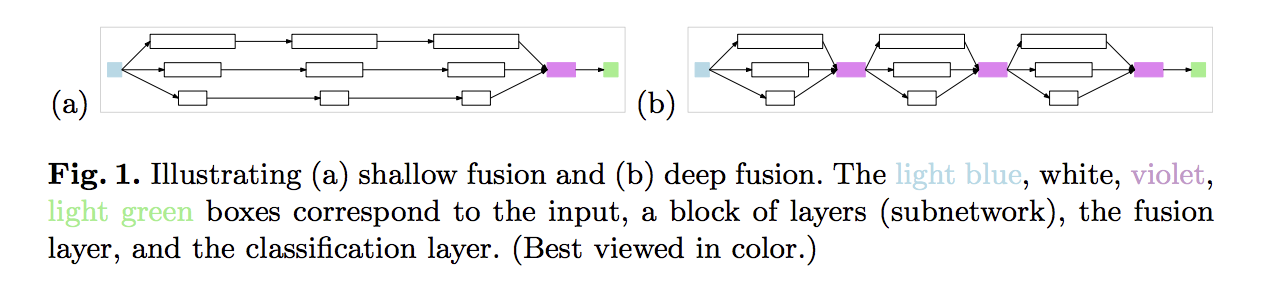 (a)
(b)
Fig. 1. Illustrating (a) shallow fusion and (b) deep fusion. The light blue, white, violet,
light green boxes correspond to the input, a block of layers (subnetwork), the fusion
layer, and the classification layer. (Best viewed in color.)